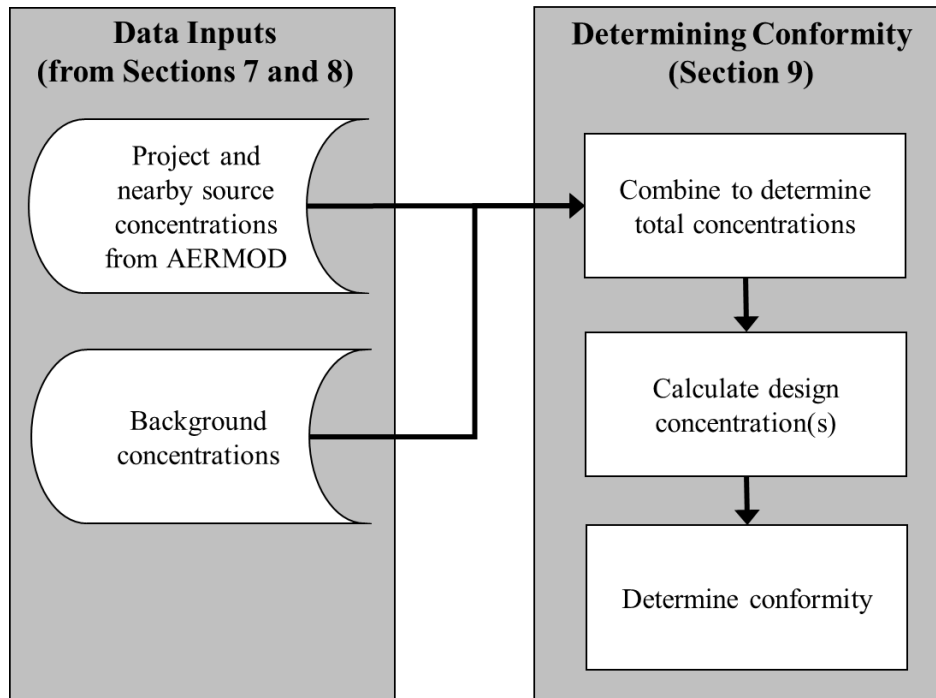 Data Inputs
(from Sections 7 and 8)
Project and
nearby source
concentrations
from AERMOD
Background
concentrations
Determining Conformity
(Section 9)
Combine to determine
total concentrations
Calculate design
concentration(s)
Determine conformity